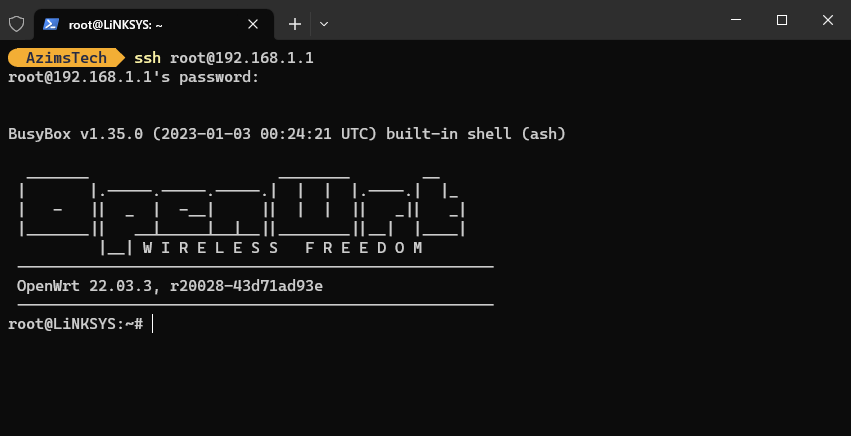 root@LiNKSYS: ~
AzimsTech ssh root@192.168.1.1
root@192.168.1.1's password:
BusyBox v1.35.0 (2023-01-03 00:24:21 UTC) built-in shell (ash)
OpenWrt
W I R E L E S S   F R E E D O M
OpenWrt 22.03.3, r20028-43d71ad93e
root@LiNKSYS:~#